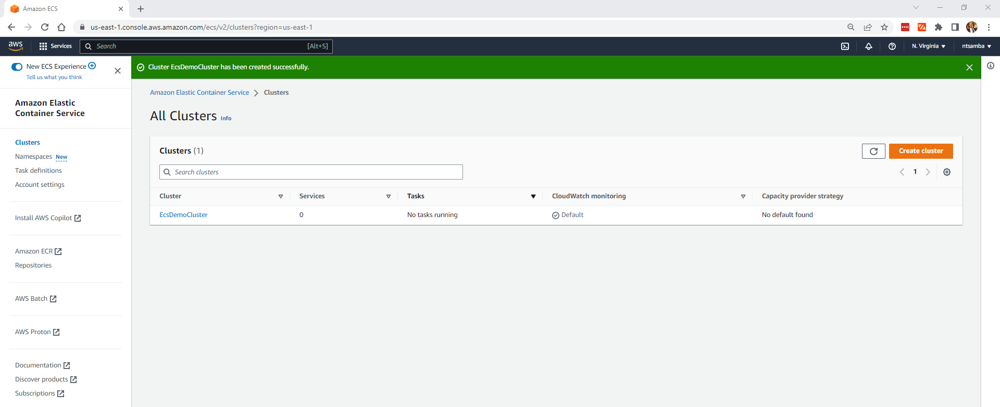 Amazon ECS
us-east-1.console.aws.amazon.com/ecs/v2/clusters?region=us-east-1
aws
Services
Search
[Alt+S]
N. Virginia
ntsamba
New ECS Experience
Tell us what you think
Cluster EcsDemoCluster has been created successfully.
Amazon Elastic
Container Service
Clusters
Namespaces New
Task definitions
Account settings
Install AWS Copilot
Amazon ECR
Repositories
AWS Batch
AWS Proton
Documentation
Discover products
Subscriptions
Amazon Elastic Container Service > Clusters
All Clusters Info
Clusters (1)
Create cluster
Search clusters
1
Cluster Services Tasks CloudWatch monitoring Capacity provider strategy
EcsDemoCluster 0 No tasks running Default No default found